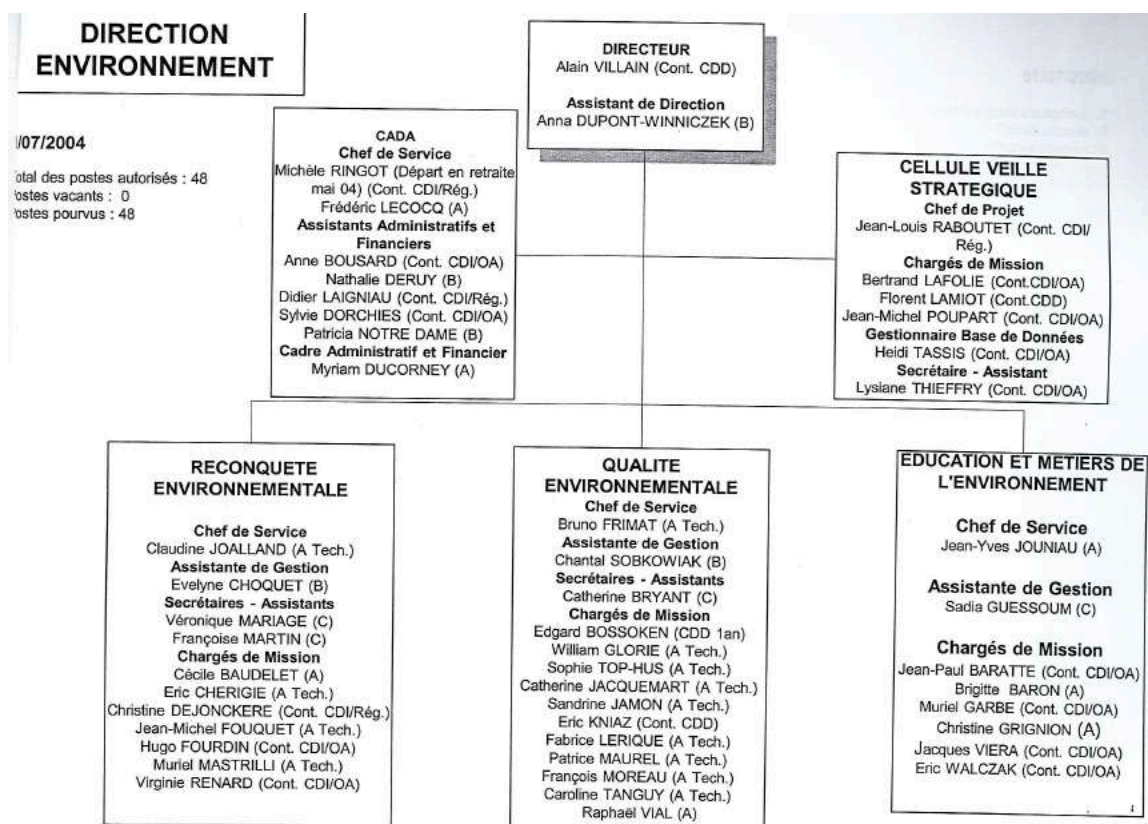 DIRECTION
ENVIRONNEMENT
/07/2004
otal des postes autorisés : 48
ostes vacants : 0
ostes pourvus : 48
DIRECTEUR
Alain VILLAIN (Cont. CDD)
Assistant de Direction
Anna DUPONT-WINNICZEK (B)
CADA
Chef de Service
Michèle RINGOT (Départ en retraite
mai 04) (Cont. CDI/Rég.)
Frédéric LECOCQ (A)
Assistants Administratifs et
Financiers
Anne BOUSARD (Cont. CDI/OA)
Nathalie DERUY (B)
Didier LAIGNIAU (Cont. CDI/Rég.)
Sylvie DORCHIES (Cont. CDI/OA)
Patricia NOTRE DAME (B)
Cadre Administratif et Financier
Myriam DUCORNEY (A)
CELLULE VEILLE
STRATEGIQUE
Chef de Projet
Jean-Louis RABOUTET (Cont. CDI/
Rég.)
Chargés de Mission
Bertrand LAFOLIE (Cont.CDI/OA)
Florent LAMIOT (Cont.CDD)
Jean-Michel POUPART (Cont. CDI/OA)
Gestionnaire Base de Données
Heidi TASSIS (Cont. CDI/OA)
Secrétaire - Assistant
Lysiane THIEFFRY (Cont. CDI/OA)
RECONQUETE
ENVIRONNEMENTALE
Chef de Service
Claudine JOALLAND (A Tech.)
Assistante de Gestion
Evelyne CHOQUET (B)
Secrétaires - Assistants
Véronique MARIAGE (C)
Françoise MARTIN (C)
Chargés de Mission
Cécile BAUDELET (A)
Eric CHERIGIE (A Tech.)
Christine DEJONCKERE (Cont. CDI/Rég.)
Jean-Michel FOUQUET (A Tech.)
Hugo FOURDIN (Cont. CDI/OA)
Muriel MASTRILLI (A Tech.)
Virginie RENARD (Cont. CDI/OA)
QUALITE
ENVIRONNEMENTALE
Chef de Service
Bruno FRIMAT (A Tech.)
Assistante de Gestion
Chantal SOBKOWIAK (B)
Secrétaires - Assistants
Catherine BRYANT (C)
Chargés de Mission
Edgard BOSSOKEN (CDD 1an)
William GLORIE (A Tech.)
Sophie TOP-HUS (A Tech.)
Catherine JACQUEMART (A Tech.)
Sandrine JAMON (A Tech.)
Eric KNIAZ (Cont. CDD)
Fabrice LERIQUE (A Tech.)
Patrice MAUREL (A Tech.)
François MOREAU (A Tech.)
Caroline TANGUY (A Tech.)
Raphaël VIAL (A)
EDUCATION ET METIERS DE
L'ENVIRONNEMENT
Chef de Service
Jean-Yves JOUNIAU (A)
Assistante de Gestion
Sadia GUESSOUM (C)
Chargés de Mission
Jean-Paul BARATTE (Cont. CDI/OA)
Brigitte BARON (A)
Muriel GARBE (Cont. CDI/OA)
Christine GRIGNION (A)
Jacques VIERA (Cont. CDI/OA)
Eric WALCZAK (Cont. CDI/OA)